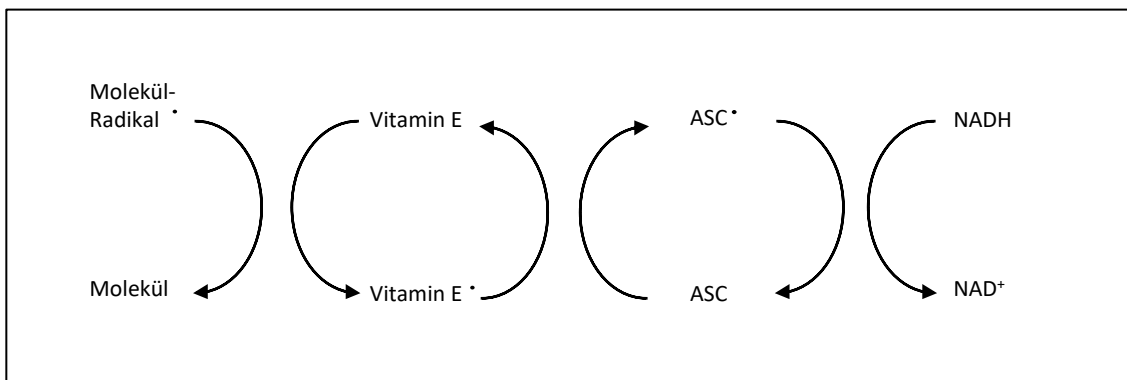 Molekül-
Radikal •
Vitamin E
ASC •
NADH
Molekül
Vitamin E •
ASC
NAD⁺